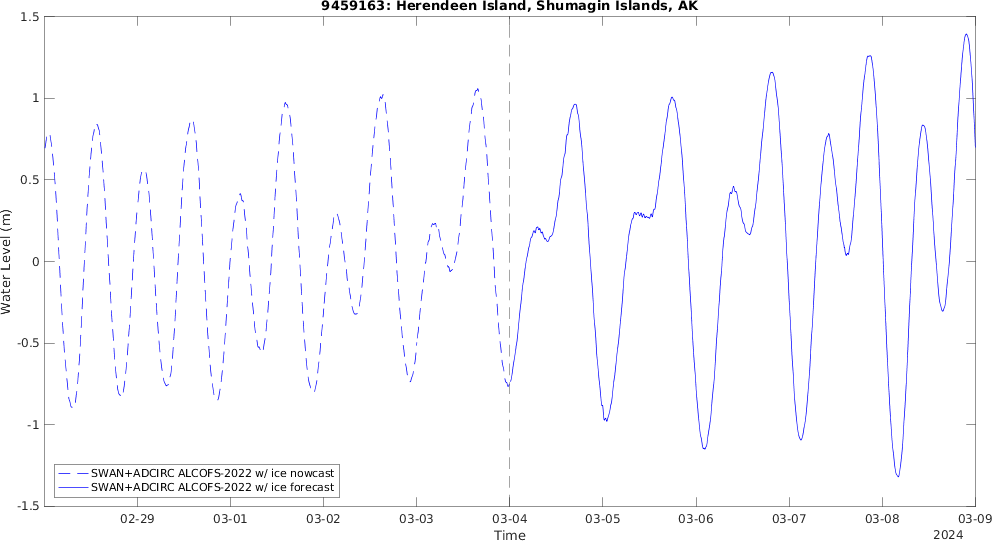 9459163: Herendeen Island, Shumagin Islands, AK
Water Level (m)
1.5
1
0.5
0
-0.5
-1
-1.5
SWAN+ADCIRC ALCOFS-2022 w/ ice nowcast
SWAN+ADCIRC ALCOFS-2022 w/ ice forecast
02-29 03-01 03-02 03-03 03-04 03-05 03-06 03-07 03-08 03-09
Time
2024